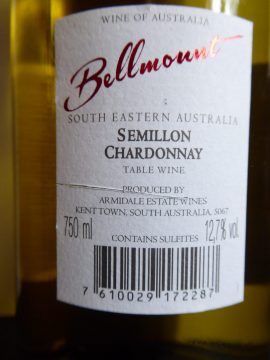 WINE OF AUSTRALIA
Bellmount
SOUTH EASTERN AUSTRALIA
SEMILLON
CHARDONNAY
TABLE WINE
PRODUCED BY
ARMIDALE ESTATE WINES
KENT TOWN, SOUTH AUSTRALIA, 5067
750 ml 12,7% vol
CONTAINS SULFITES
7 610029 172287